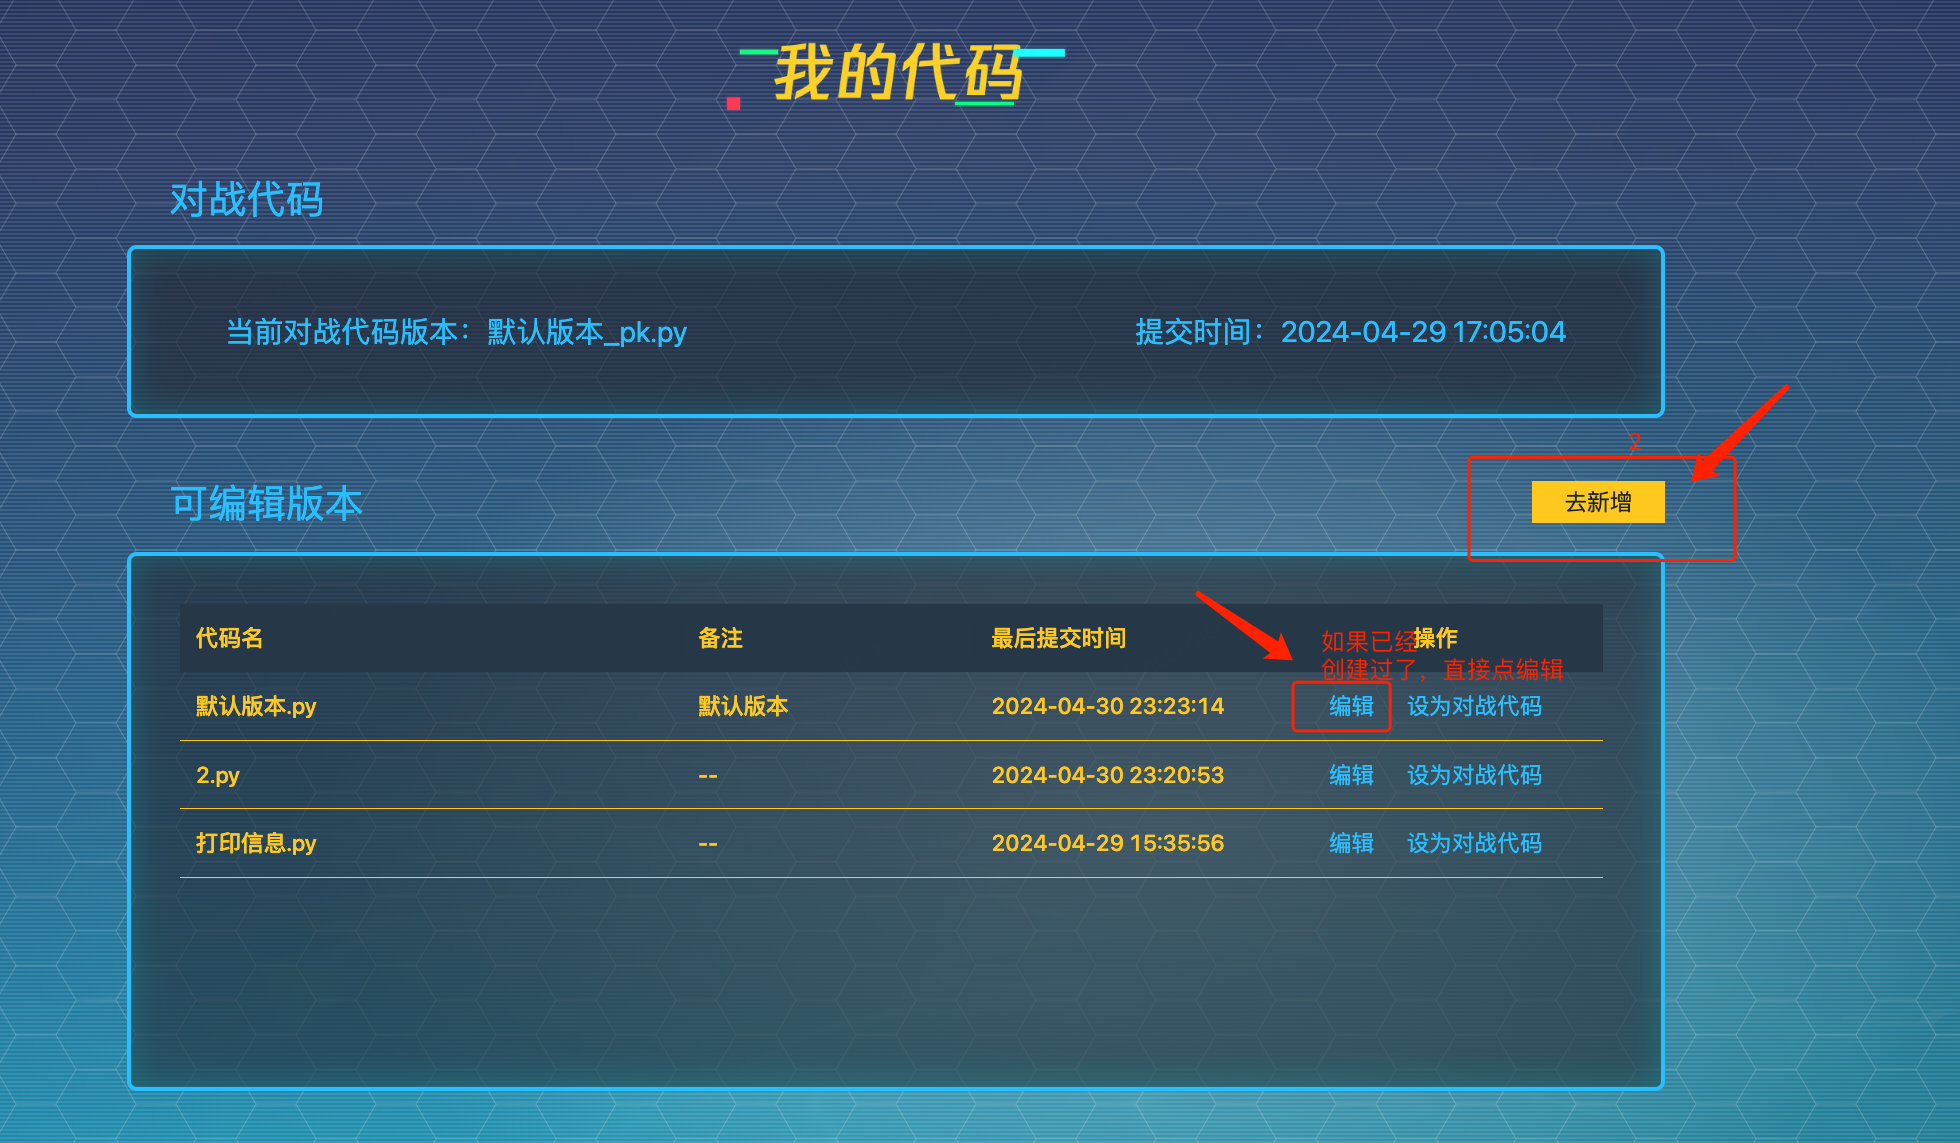 我的代码
对战代码
当前对战代码版本：默认版本_pk.py
提交时间：2024-04-29 17:05:04
2
可编辑版本
去新增
代码名
备注
最后提交时间
操作
如果已经
创建过了，直接点编辑
默认版本.py
默认版本
2024-04-30 23:23:14
编辑
设为对战代码
2.py
--
2024-04-30 23:20:53
编辑
设为对战代码
打印信息.py
--
2024-04-29 15:35:56
编辑
设为对战代码